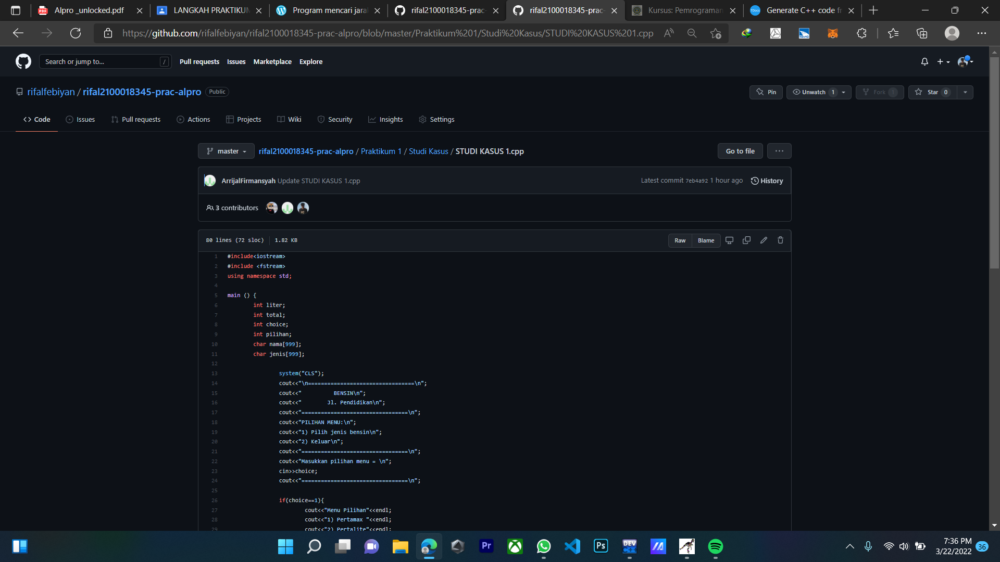 Alpro _unlocked.pdf
LANGKAH PRAKTIKU
Program mencari jara
rifal2100018345-prac-
rifal2100018345-prac-
Kursus: Pemrograman
Generate C++ code fr
https://github.com/rifalfebiyan/rifal2100018345-prac-alpro/blob/master/Praktikum%201/Studi%20Kasus/STUDI%20KASUS%201.cpp
Search or jump to...
/
Pull requests
Issues
Marketplace
Explore
rifalfebiyan / rifal2100018345-prac-alpro
Public
Pin
Unwatch 1
Fork 1
Star 0
Code
Issues
Pull requests
Actions
Projects
Wiki
Security
Insights
Settings
master
rifal2100018345-prac-alpro / Praktikum 1 / Studi Kasus / STUDI KASUS 1.cpp
Go to file
...
ArrijalFirmansyah Update STUDI KASUS 1.cpp
Latest commit 7eb4a92 1 hour ago
History
3 contributors
80 lines (72 sloc)
1.82 KB
Raw
Blame
1 #include<iostream>
2 #include <fstream>
3 using namespace std;
4
5 main () {
6 int liter;
7 int total;
8 int choice;
9 int pilihan;
10 char nama[999];
11 char jenis[999];
12
13 system("CLS");
14 cout<<"\n=================================\n";
15 cout<<"          BENSIN\n";
16 cout<<"        Jl. Pendidikan\n";
17 cout<<"=================================\n";
18 cout<<"PILIHAN MENU:\n";
19 cout<<"1) Pilih jenis bensin\n";
20 cout<<"2) Keluar\n";
21 cout<<"=================================\n";
22 cout<<"Masukkan pilihan menu = \n";
23 cin>>choice;
24 cout<<"=================================\n";
25
26 if(choice==1){
27 cout<<"Menu Pilihan"<<endl;
28 cout<<"1) Pertamax "<<endl;
29 cout<<"2) Pertalite"<<endl;
Pr
Ps
DEV
7:36 PM
3/22/2022
36